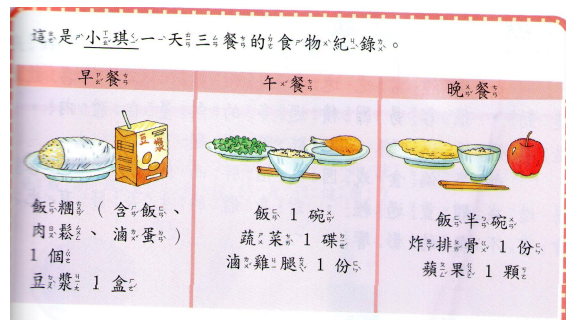 這是小琪一天三餐的食物紀錄。
早餐
豆漿
飯糰（含飯、
肉鬆、滷蛋）
1個
豆漿1盒
午餐
飯1碗
蔬菜1碟
滷雞腿1份
晚餐
飯半碗
炸排骨1份
蘋果1顆